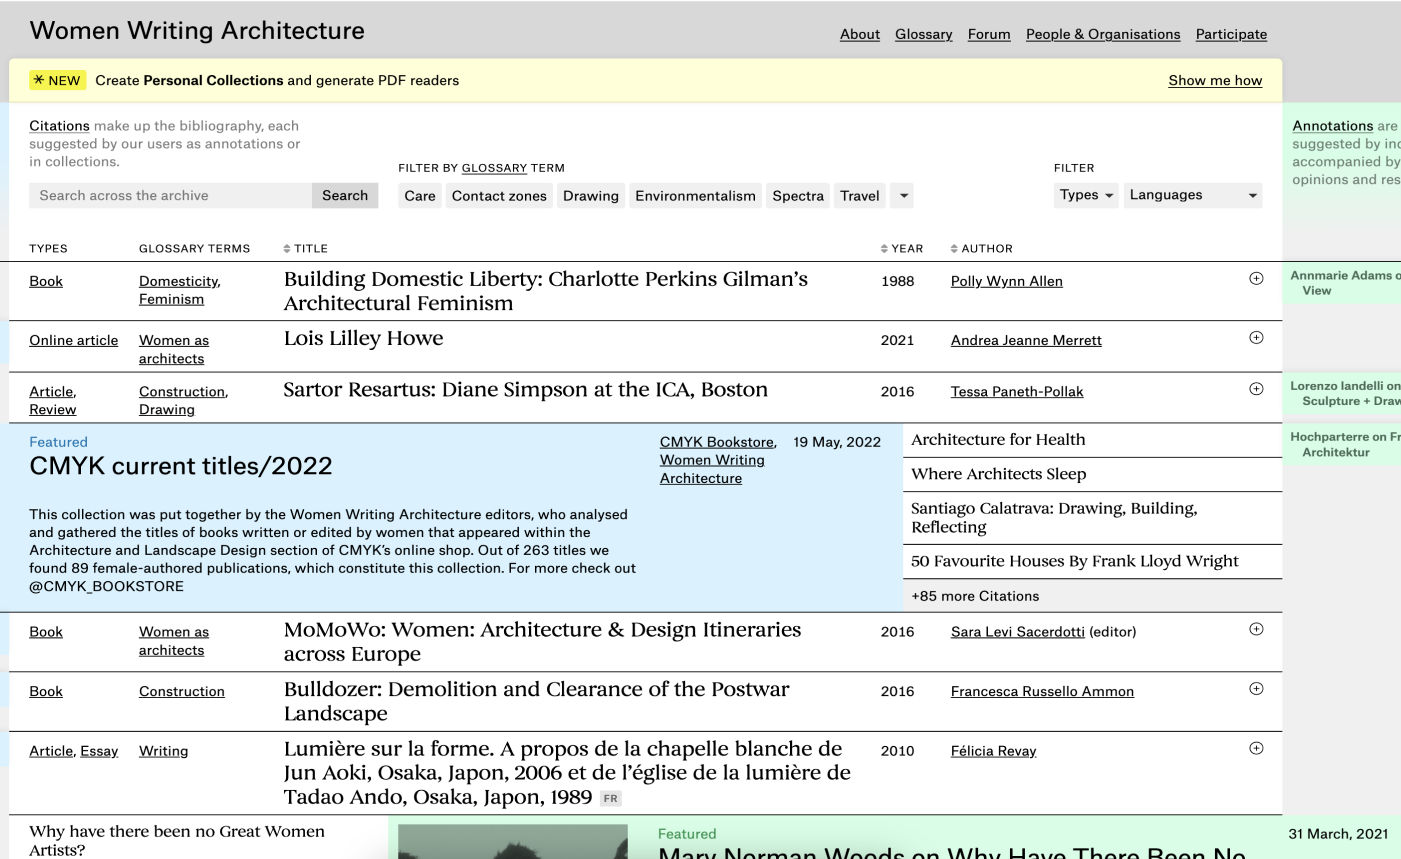 Women Writing Architecture
About Glossary Forum People & Organisations Participate
NEW Create Personal Collections and generate PDF readers Show me how
Citations make up the bibliography, each
suggested by our users as annotations or
in collections.
Annotations are
suggested by
accompanied by
opinions and
FILTER BY GLOSSARY TERM
FILTER
Search across the archive Search
Care Contact zones Drawing Environmentalism Spectra Travel
Types Languages
TYPES GLOSSARY TERMS TITLE YEAR AUTHOR
Book
Domesticity,
Feminism
Building Domestic Liberty: Charlotte Perkins Gilman’s
Architectural Feminism
1988
Polly Wynn Allen
Annmarie Adams
View
Online article
Women as
architects
Lois Lilley Howe
2021
Andrea Jeanne Merrett
Article,
Review
Construction,
Drawing
Sartor Resartus: Diane Simpson at the ICA, Boston
2016
Tessa Paneth-Pollak
Lorenzo Iandelli on
Sculpture +
Featured
CMYK current titles/2022
CMYK Bookstore,
Women Writing
Architecture
19 May, 2022
This collection was put together by the Women Writing Architecture editors, who analysed
and gathered the titles of books written or edited by women that appeared within the
Architecture and Landscape Design section of CMYK’s online shop. Out of 263 titles we
found 89 female-authored publications, which constitute this collection. For more check out
@CMYK_BOOKSTORE
Architecture for Health
Where Architects Sleep
Santiago Calatrava: Drawing, Building,
Reflecting
50 Favourite Houses By Frank Lloyd Wright
+85 more Citations
Hochparterre on
Architektur
Book
Women as
architects
MoMoWo: Women: Architecture & Design Itineraries
across Europe
2016
Sara Levi Sacerdotti (editor)
Book
Construction
Bulldozer: Demolition and Clearance of the Postwar
Landscape
2016
Francesca Russello Ammon
Article, Essay
Writing
Lumière sur la forme. A propos de la chapelle blanche de
Jun Aoki, Osaka, Japon, 2006 et de l’église de la lumière de
Tadao Ando, Osaka, Japon, 1989 FR
2010
Félicia Revay
Why have there been no Great Women
Artists?
Featured
Mary Norman Woods on Why Have There Been No
31 March, 2021